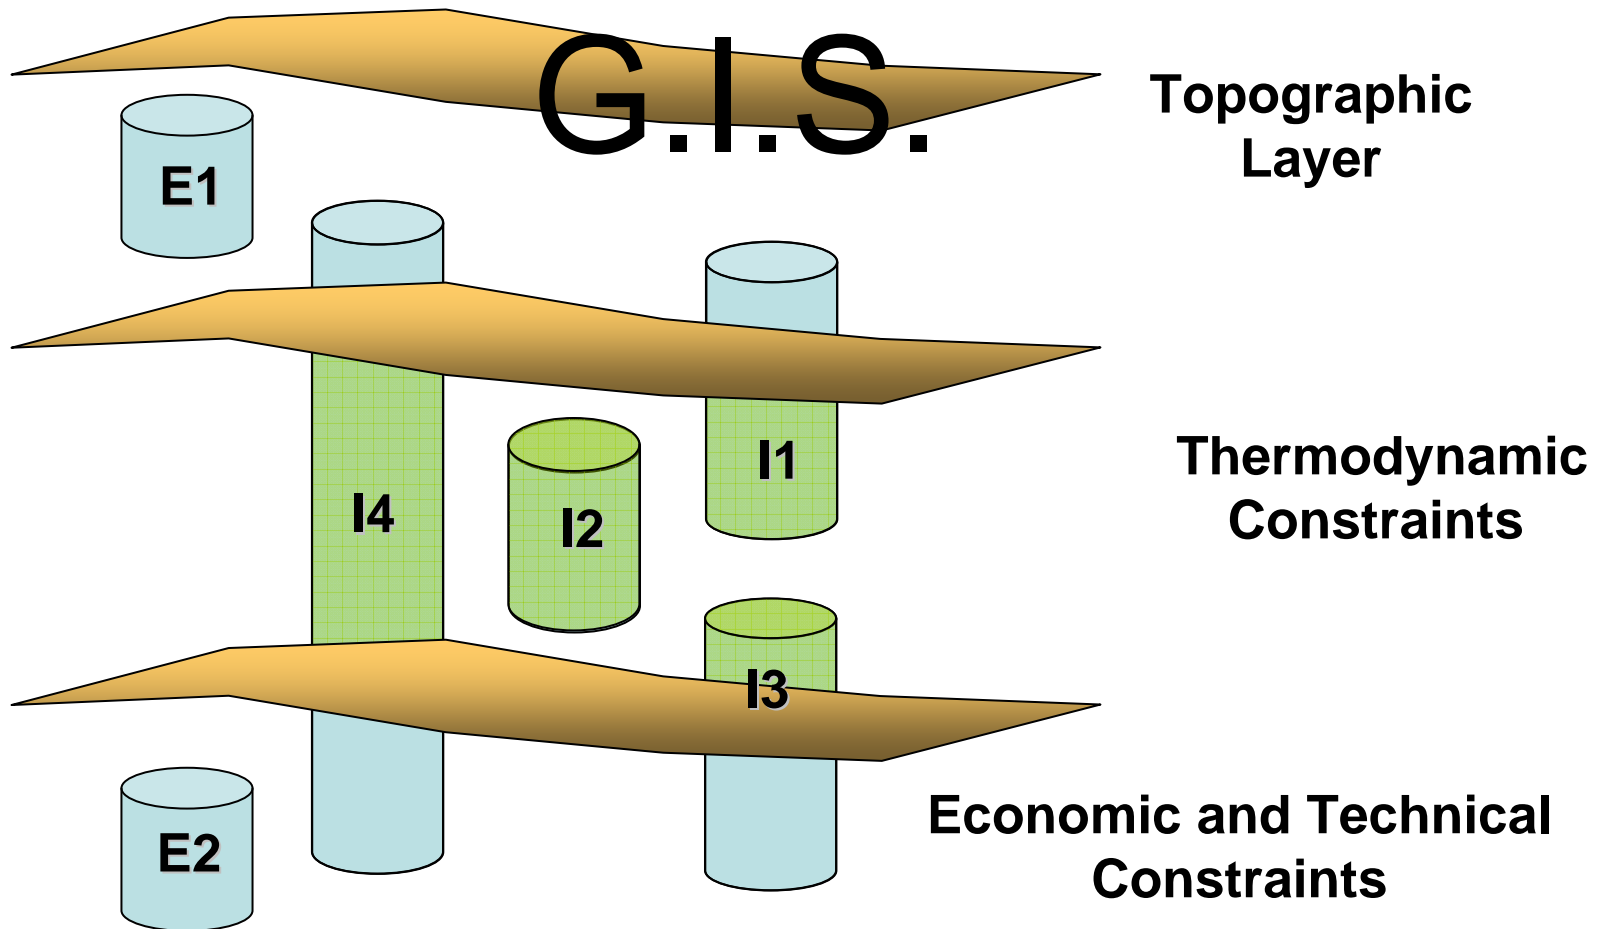 G.I.S.
Topographic
Layer
E1
I1
Thermodynamic
Constraints
I4
I2
I3
Economic and Technical
Constraints
E2